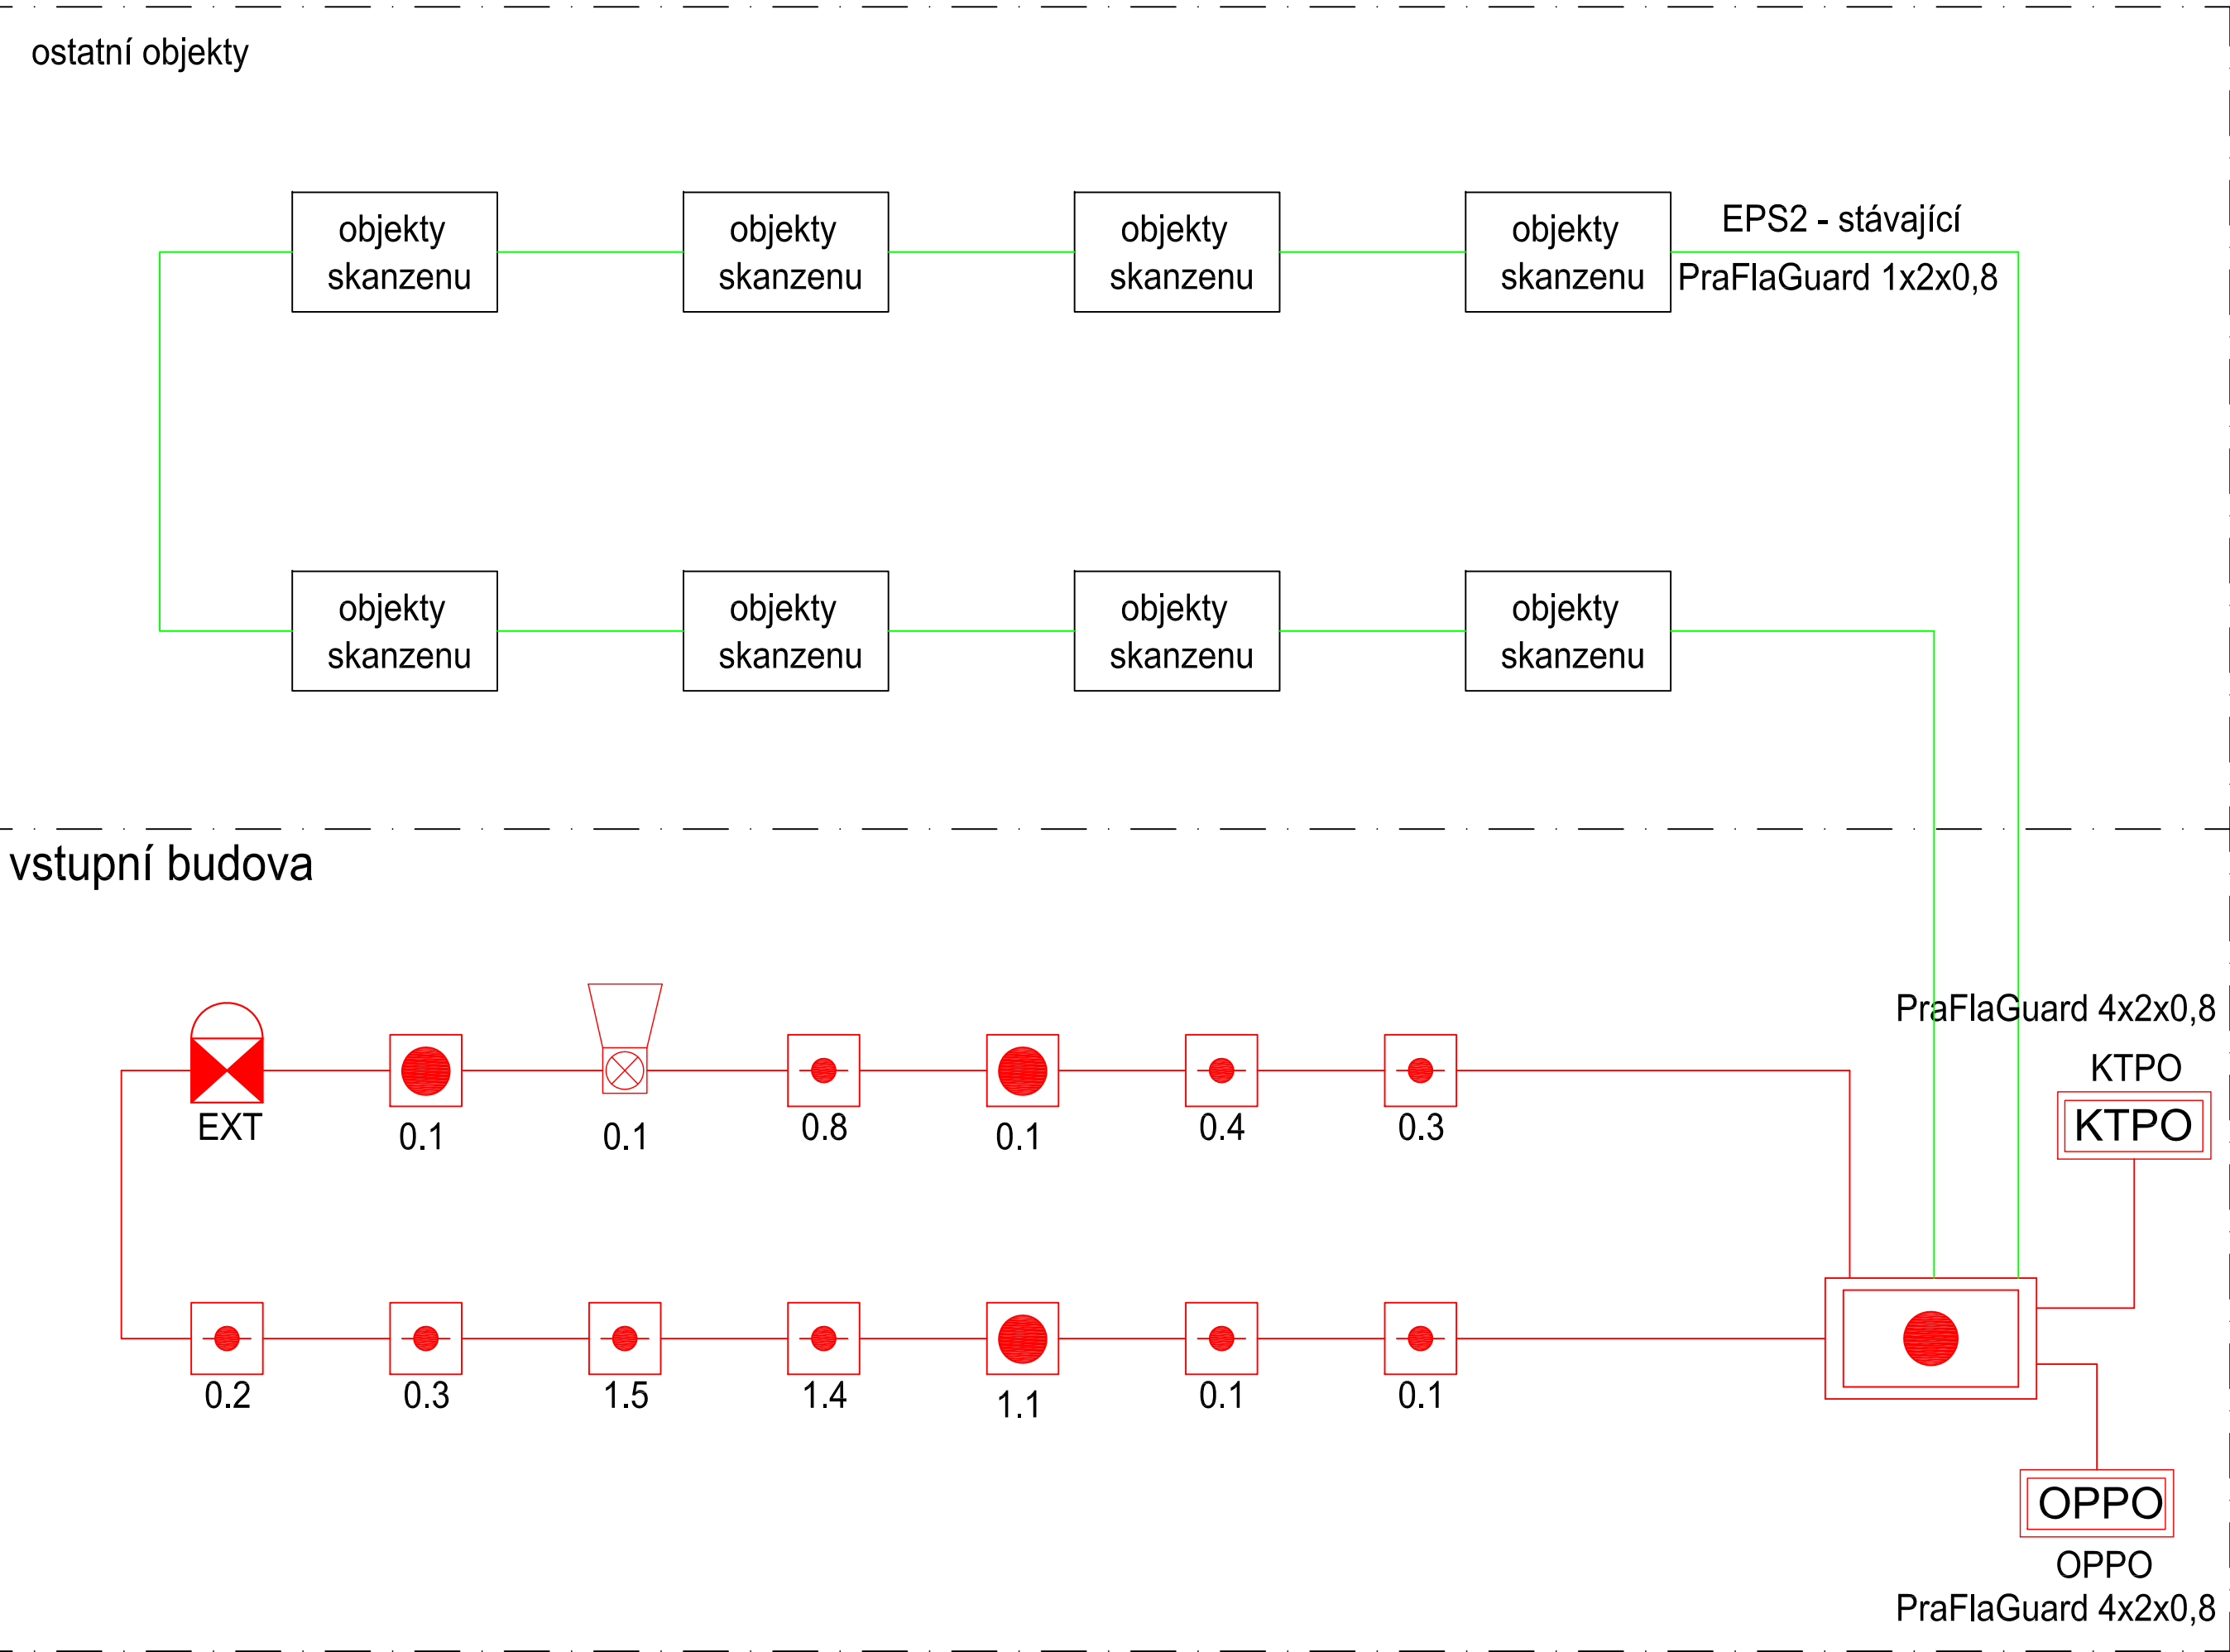 ostatní objekty
objekty
skanzenu
objekty
skanzenu
objekty
skanzenu
objekty
skanzenu
EPS2 - stávající
PraFlaGuard 1x2x0,8
objekty
skanzenu
objekty
skanzenu
objekty
skanzenu
objekty
skanzenu
vstupní budova
PraFlaGuard 4x2x0,8
KTPO
KTPO
EXT
0.1
0.1
0.8
0.1
0.4
0.3
0.2
0.3
1.5
1.4
1.1
0.1
0.1
OPPO
OPPO
PraFlaGuard 4x2x0,8